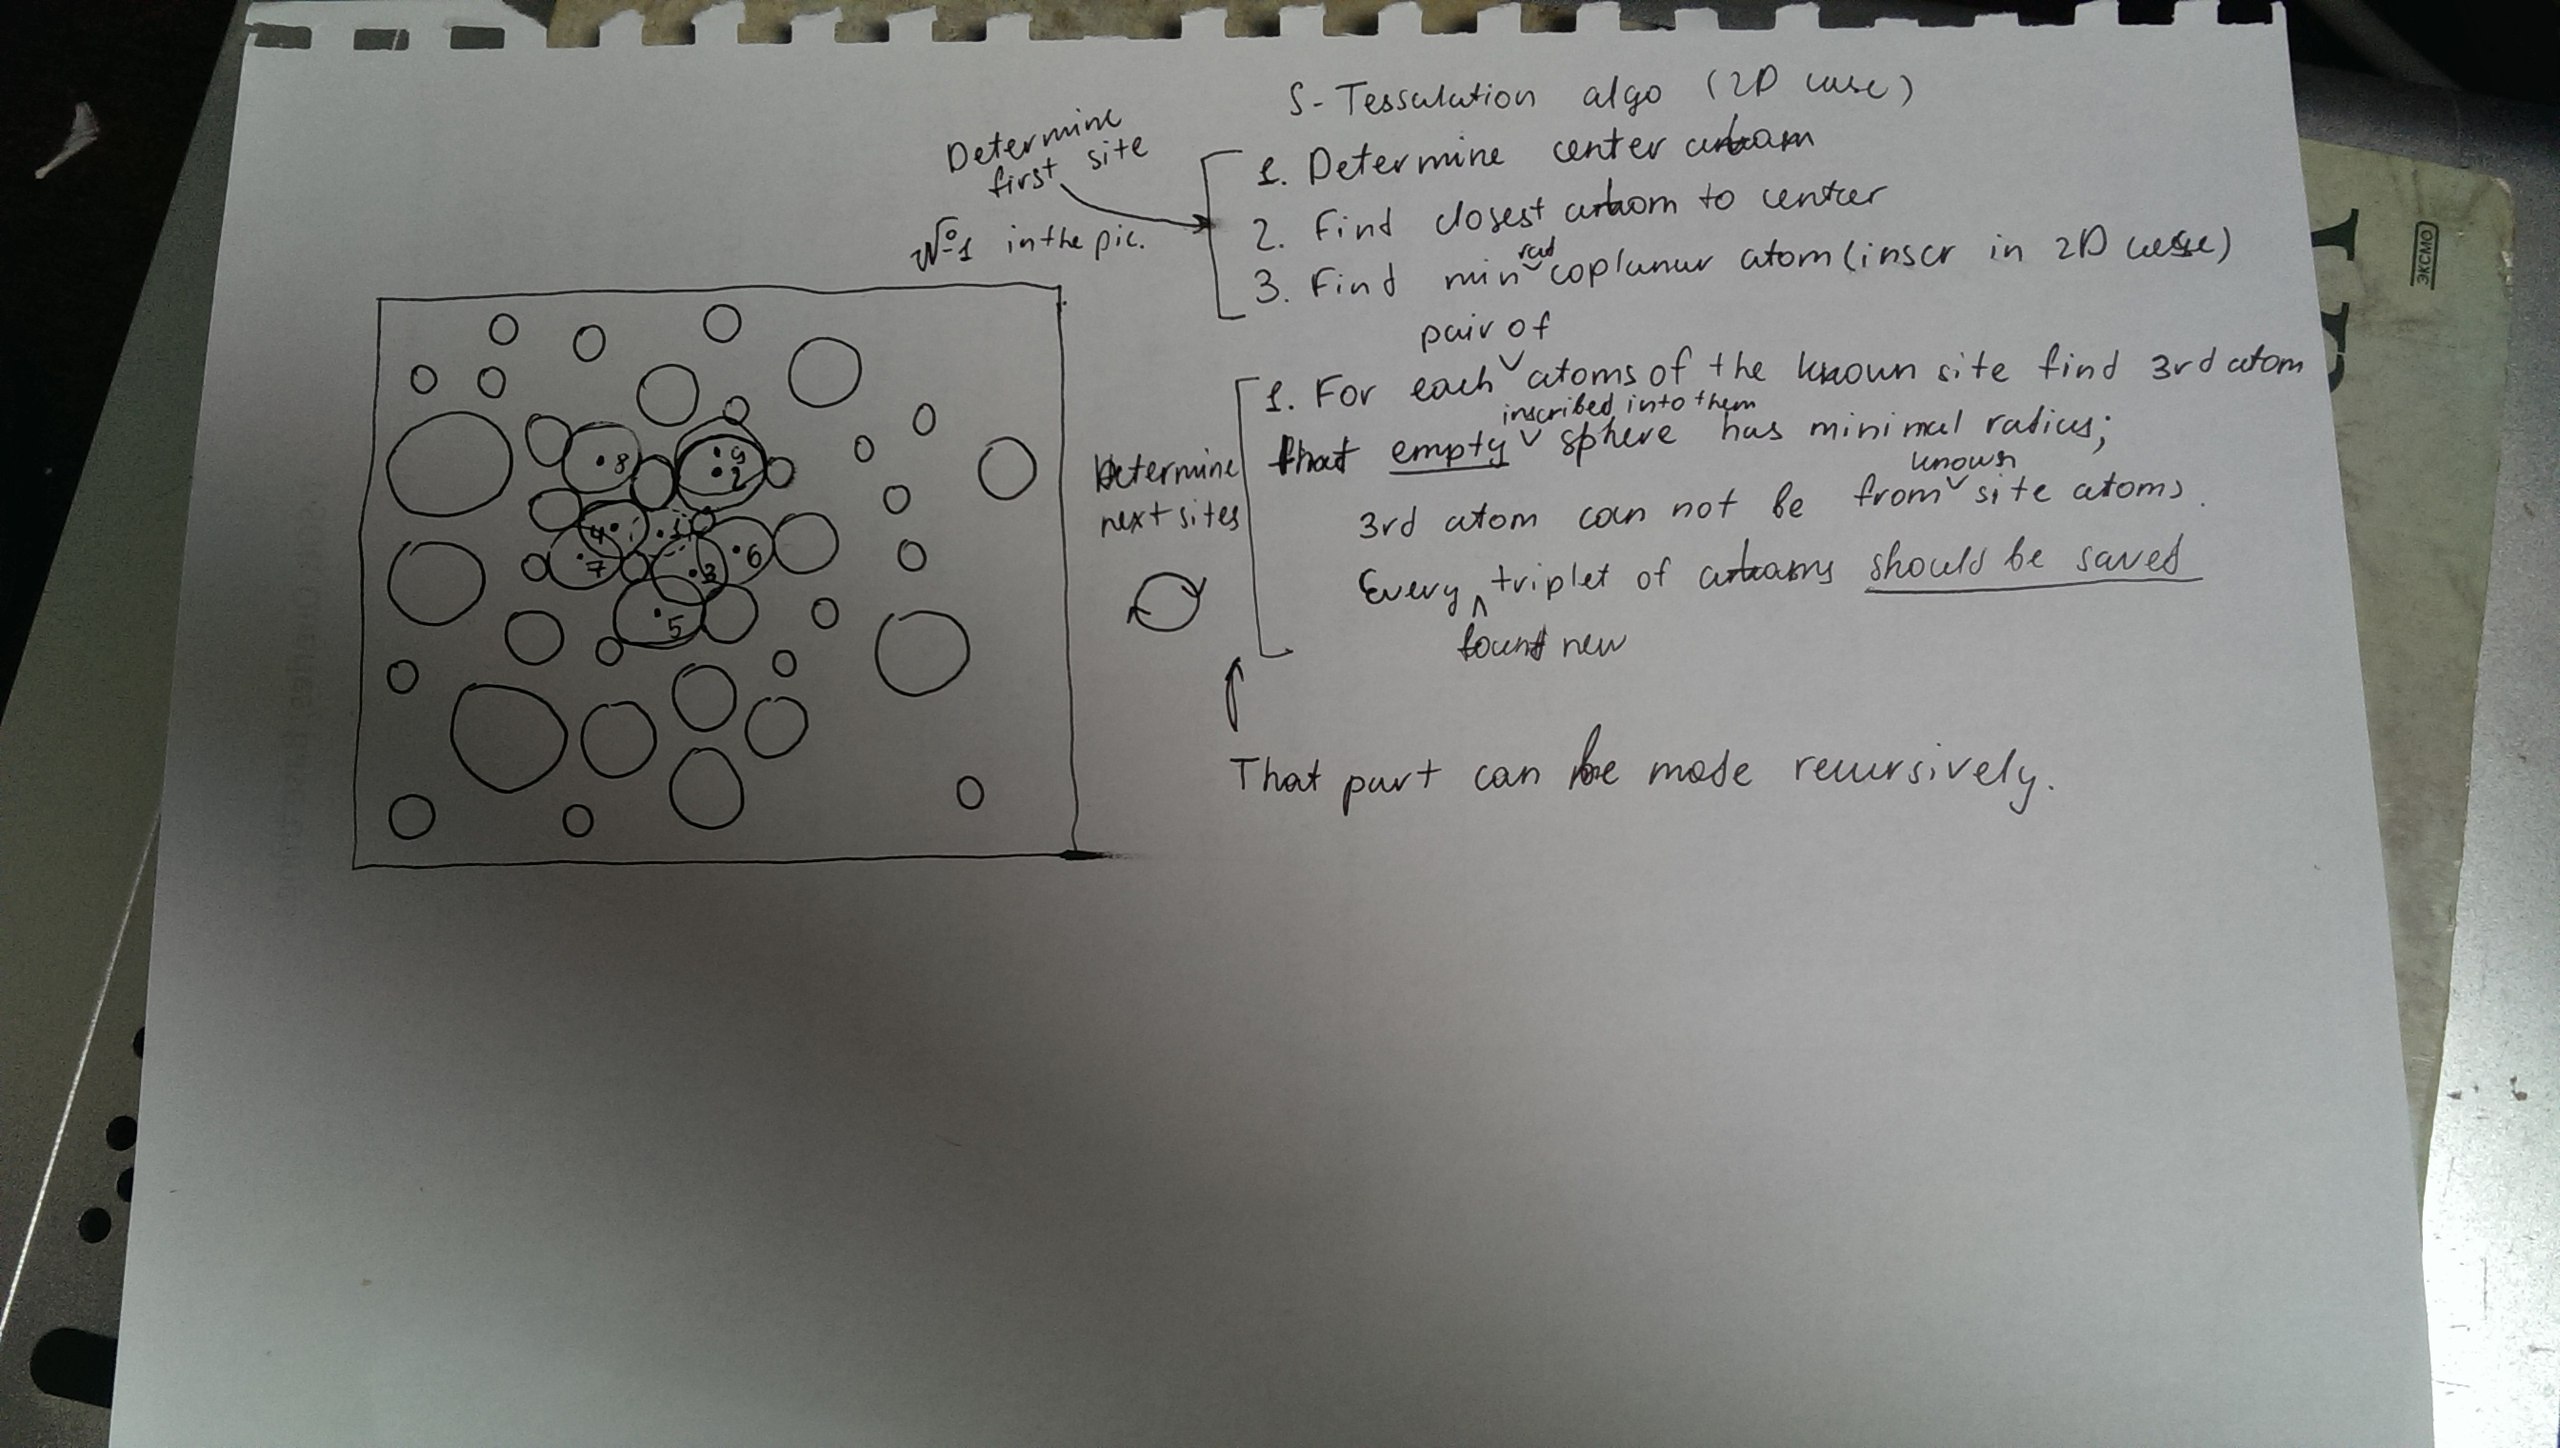 S-Tessalation algo (2D case)
Determine
first site
№1 in the pic.
1. Determine center atom
2. Find closest atom to center
rad
3. Find min ˅ coplanar atom (inscr in 2D case)
pair of
1. For each ˅ atoms of the known site find 3rd atom
inscribed into them
that empty ˅ sphere has minimal radius;
known
3rd atom can not be from ˅ site atoms.
Every ˄ triplet of atoms should be saved
found new
Determine
next sites
That part can be made recursively.
8
9
2
4
1
7
3
6
5
ЭКСМО